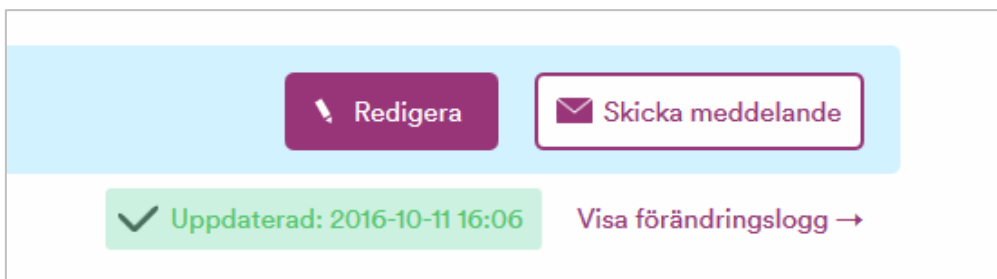 Redigera
Skicka meddelande
Uppdaterad: 2016-10-11 16:06
Visa förändringslogg →